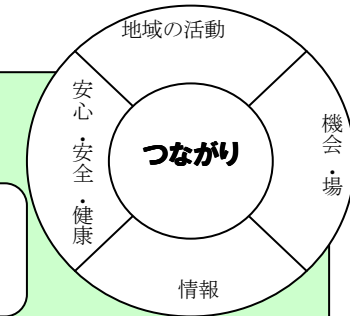 地域の活動
安心・安全・健康
つながり
機会・場
情報